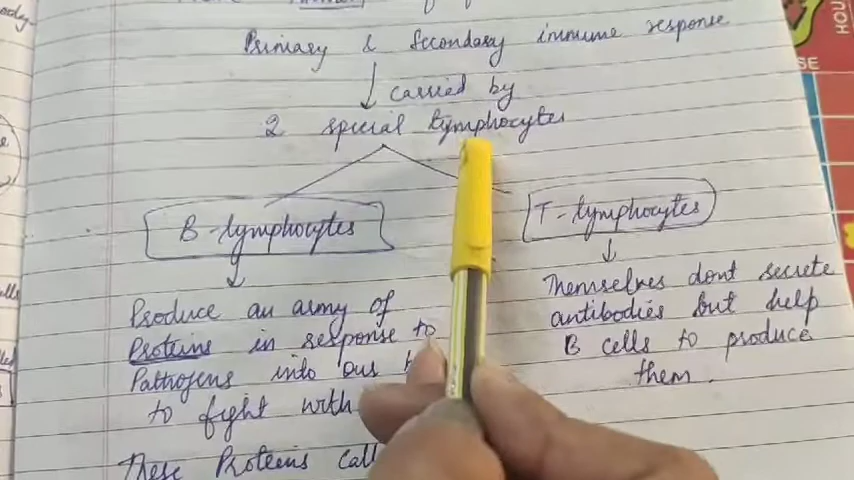 Primary & Secondary immune response
carried by
2 special lymphocytes
B-lymphocytes
T-lymphocytes
Produce an army of
Proteins in response to
Pathogens into our
to fight with
These Proteins call
Themselves dont secrete
antibodies but help
B cells to produce
them.
HOUS
SE